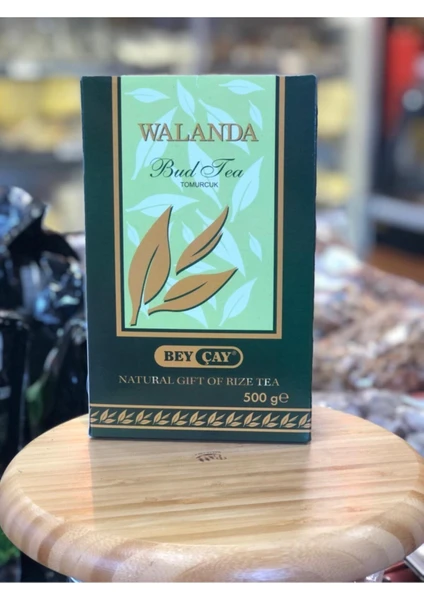 WALANDA
Bud Tea
TOMURCUK
BEY ÇAY®
NATURAL GIFT OF RIZE TEA
500 g℮